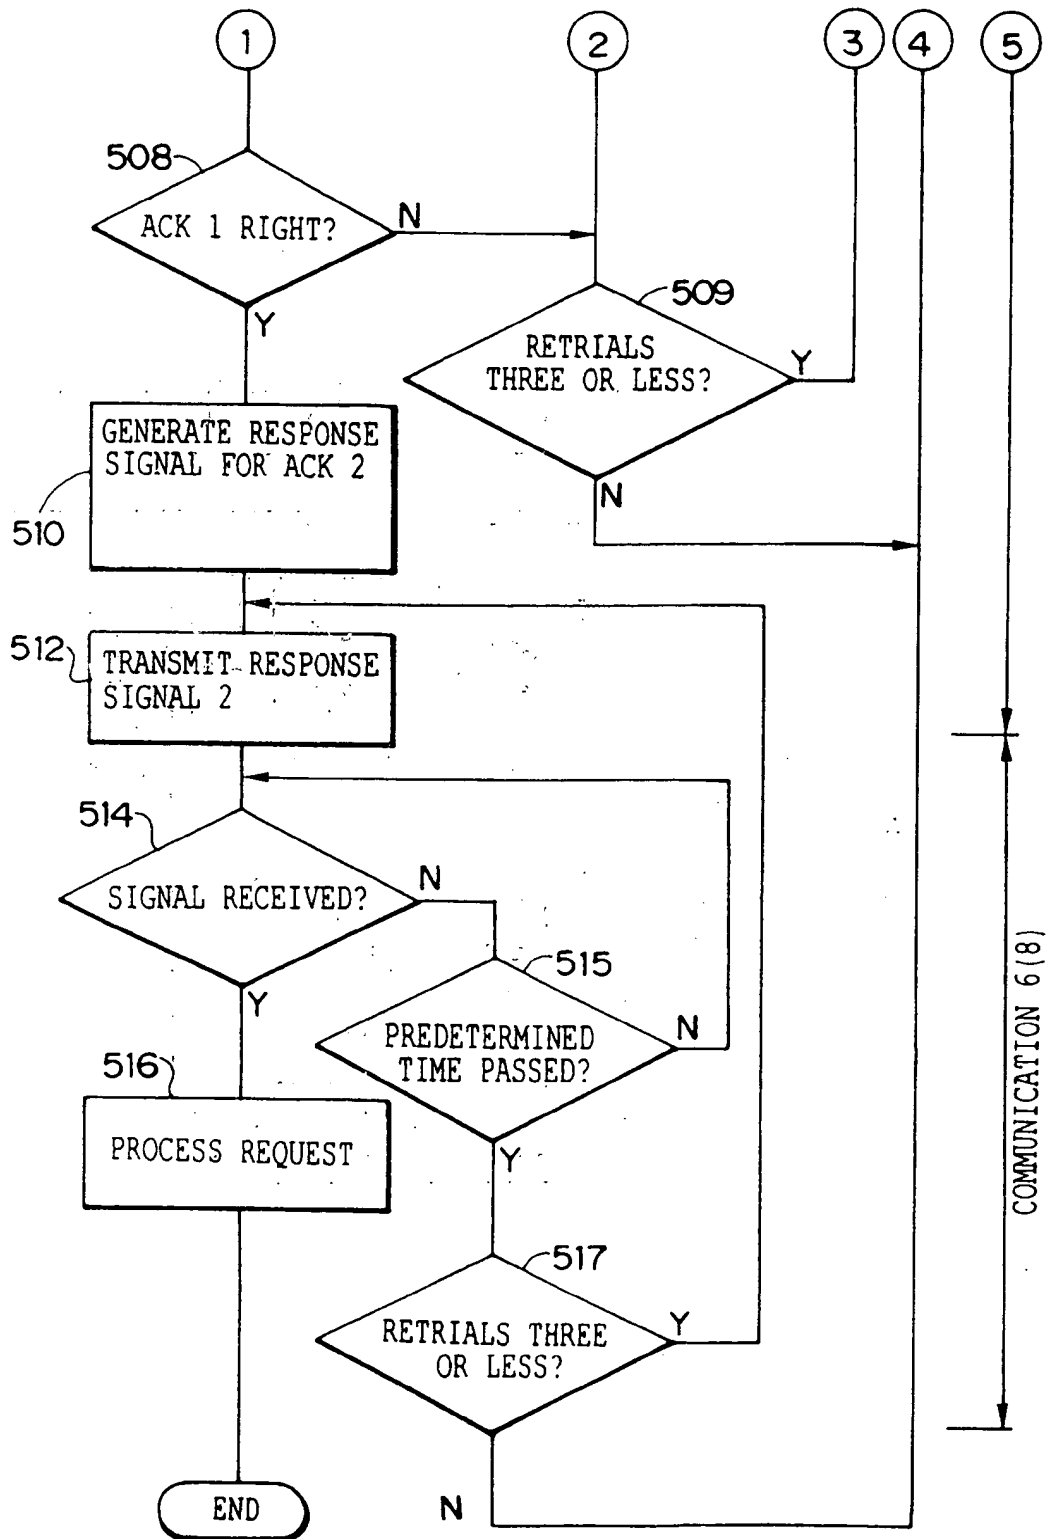 1
2
3
4
5
508
ACK 1 RIGHT?
N
Y
509
RETRIALS
THREE OR LESS?
Y
N
GENERATE RESPONSE
SIGNAL FOR ACK 2
510
512
TRANSMIT RESPONSE
SIGNAL 2
514
SIGNAL RECEIVED?
N
Y
515
PREDETERMINED
TIME PASSED?
N
Y
516
PROCESS REQUEST
517
RETRIALS THREE
OR LESS?
Y
N
END
COMMUNICATION 6(8)